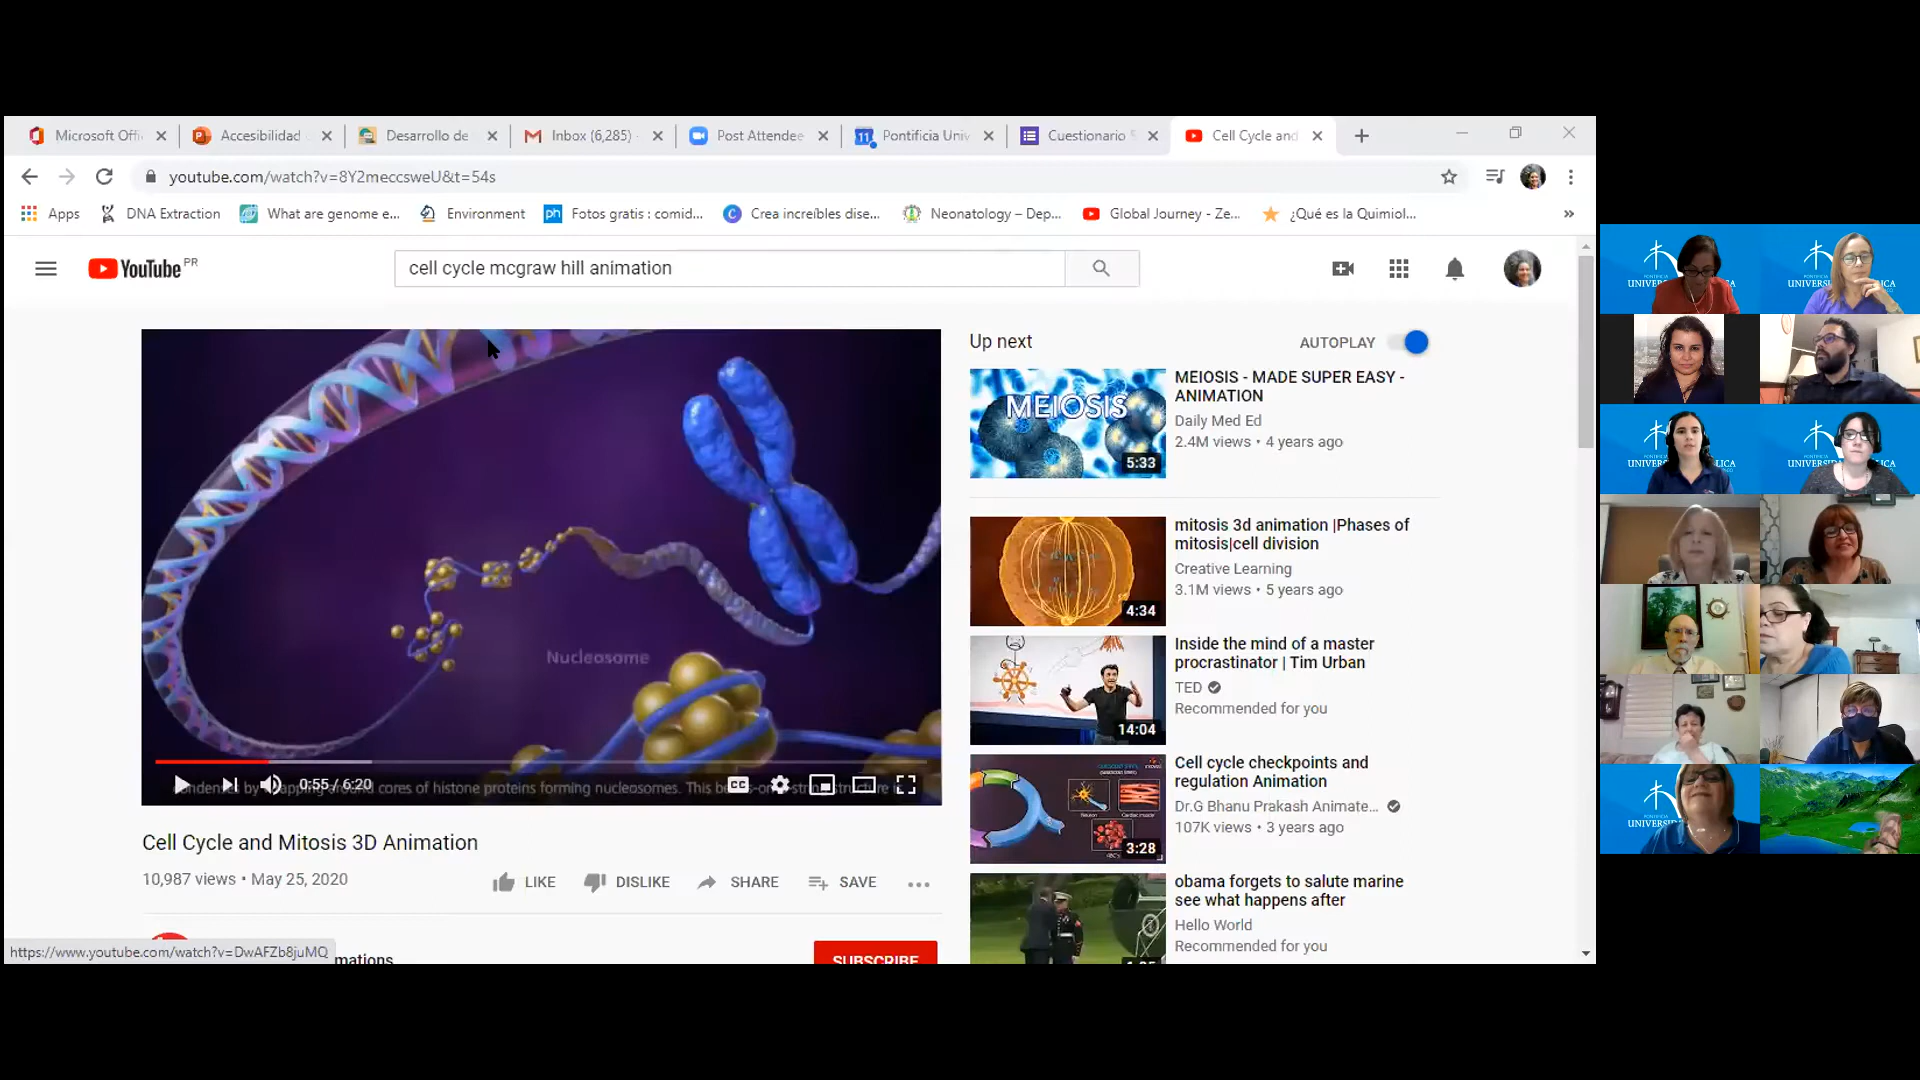 Microsoft Offi
Accesibilidad
Desarrollo de
Inbox (6,285)
Post Attendee
Pontificia Univ
Cuestionario
Cell Cycle and
youtube.com/watch?v=8Y2meccsweU&t=54s
Apps
DNA Extraction
What are genome e...
Environment
Fotos gratis : comid...
Crea increíbles dise...
Neonatology – Dep...
Global Journey - Ze...
¿Qué es la Quimiol...
»
YouTube PR
cell cycle mcgraw hill animation
Nucleosome
0:55 / 6:20
cores of histone proteins forming nucleosomes. This
CC
Cell Cycle and Mitosis 3D Animation
10,987 views • May 25, 2020
LIKE
DISLIKE
SHARE
SAVE
https://www.youtube.com/watch?v=DwAFZb8juMQ
mations
SUBSCRIBE
Up next
AUTOPLAY
MEIOSIS
5:33
MEIOSIS - MADE SUPER EASY -
ANIMATION
Daily Med Ed
2.4M views • 4 years ago
4:34
mitosis 3d animation |Phases of
mitosis|cell division
Creative Learning
3.1M views • 5 years ago
14:04
Inside the mind of a master
procrastinator | Tim Urban
TED
Recommended for you
3:28
Cell cycle checkpoints and
regulation Animation
Dr.G Bhanu Prakash Animate...
107K views • 3 years ago
obama forgets to salute marine
see what happens after
Hello World
Recommended for you